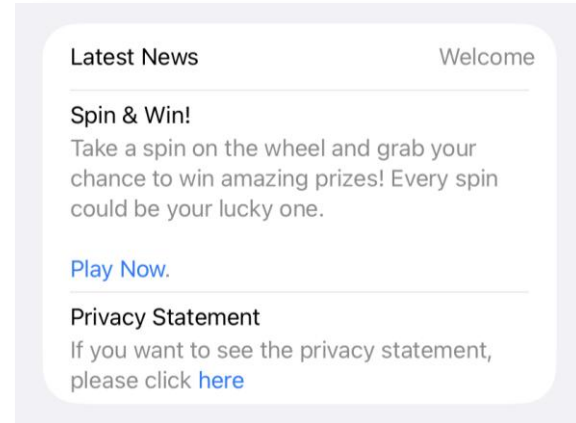 Latest News Welcome
Spin & Win!
Take a spin on the wheel and grab your
chance to win amazing prizes! Every spin
could be your lucky one.
Play Now.
Privacy Statement
If you want to see the privacy statement,
please click here